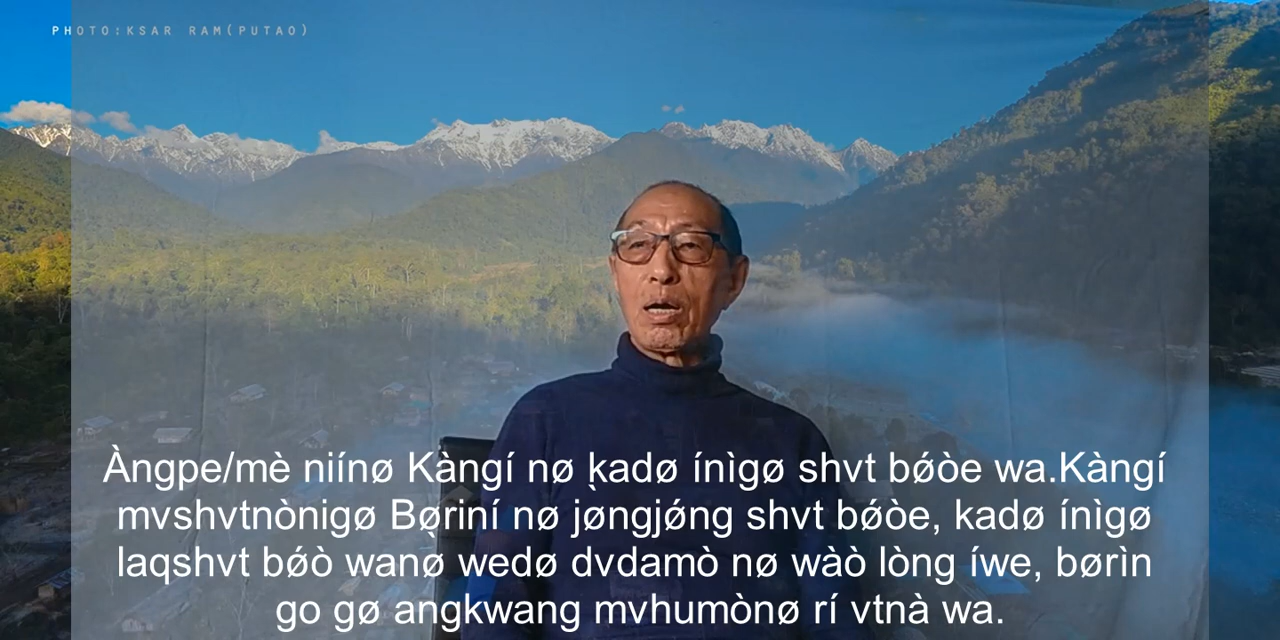 PHOTO:KSAR RAM(PUTAO)
Àngpe/mè niínø Kàngí nø ķadø̀ ínìgø shvt bǿòe wa.Kàngí
mvshvtnònigø Bø̀riní nø jøngjǿng shvt bǿòe, kadø ínìgø
laqshvt bǿò wanø̀ wedø dvdamò nø wàò lòng íwe, børìn
go gø angkwang mvhumònø rí vtnà wa.